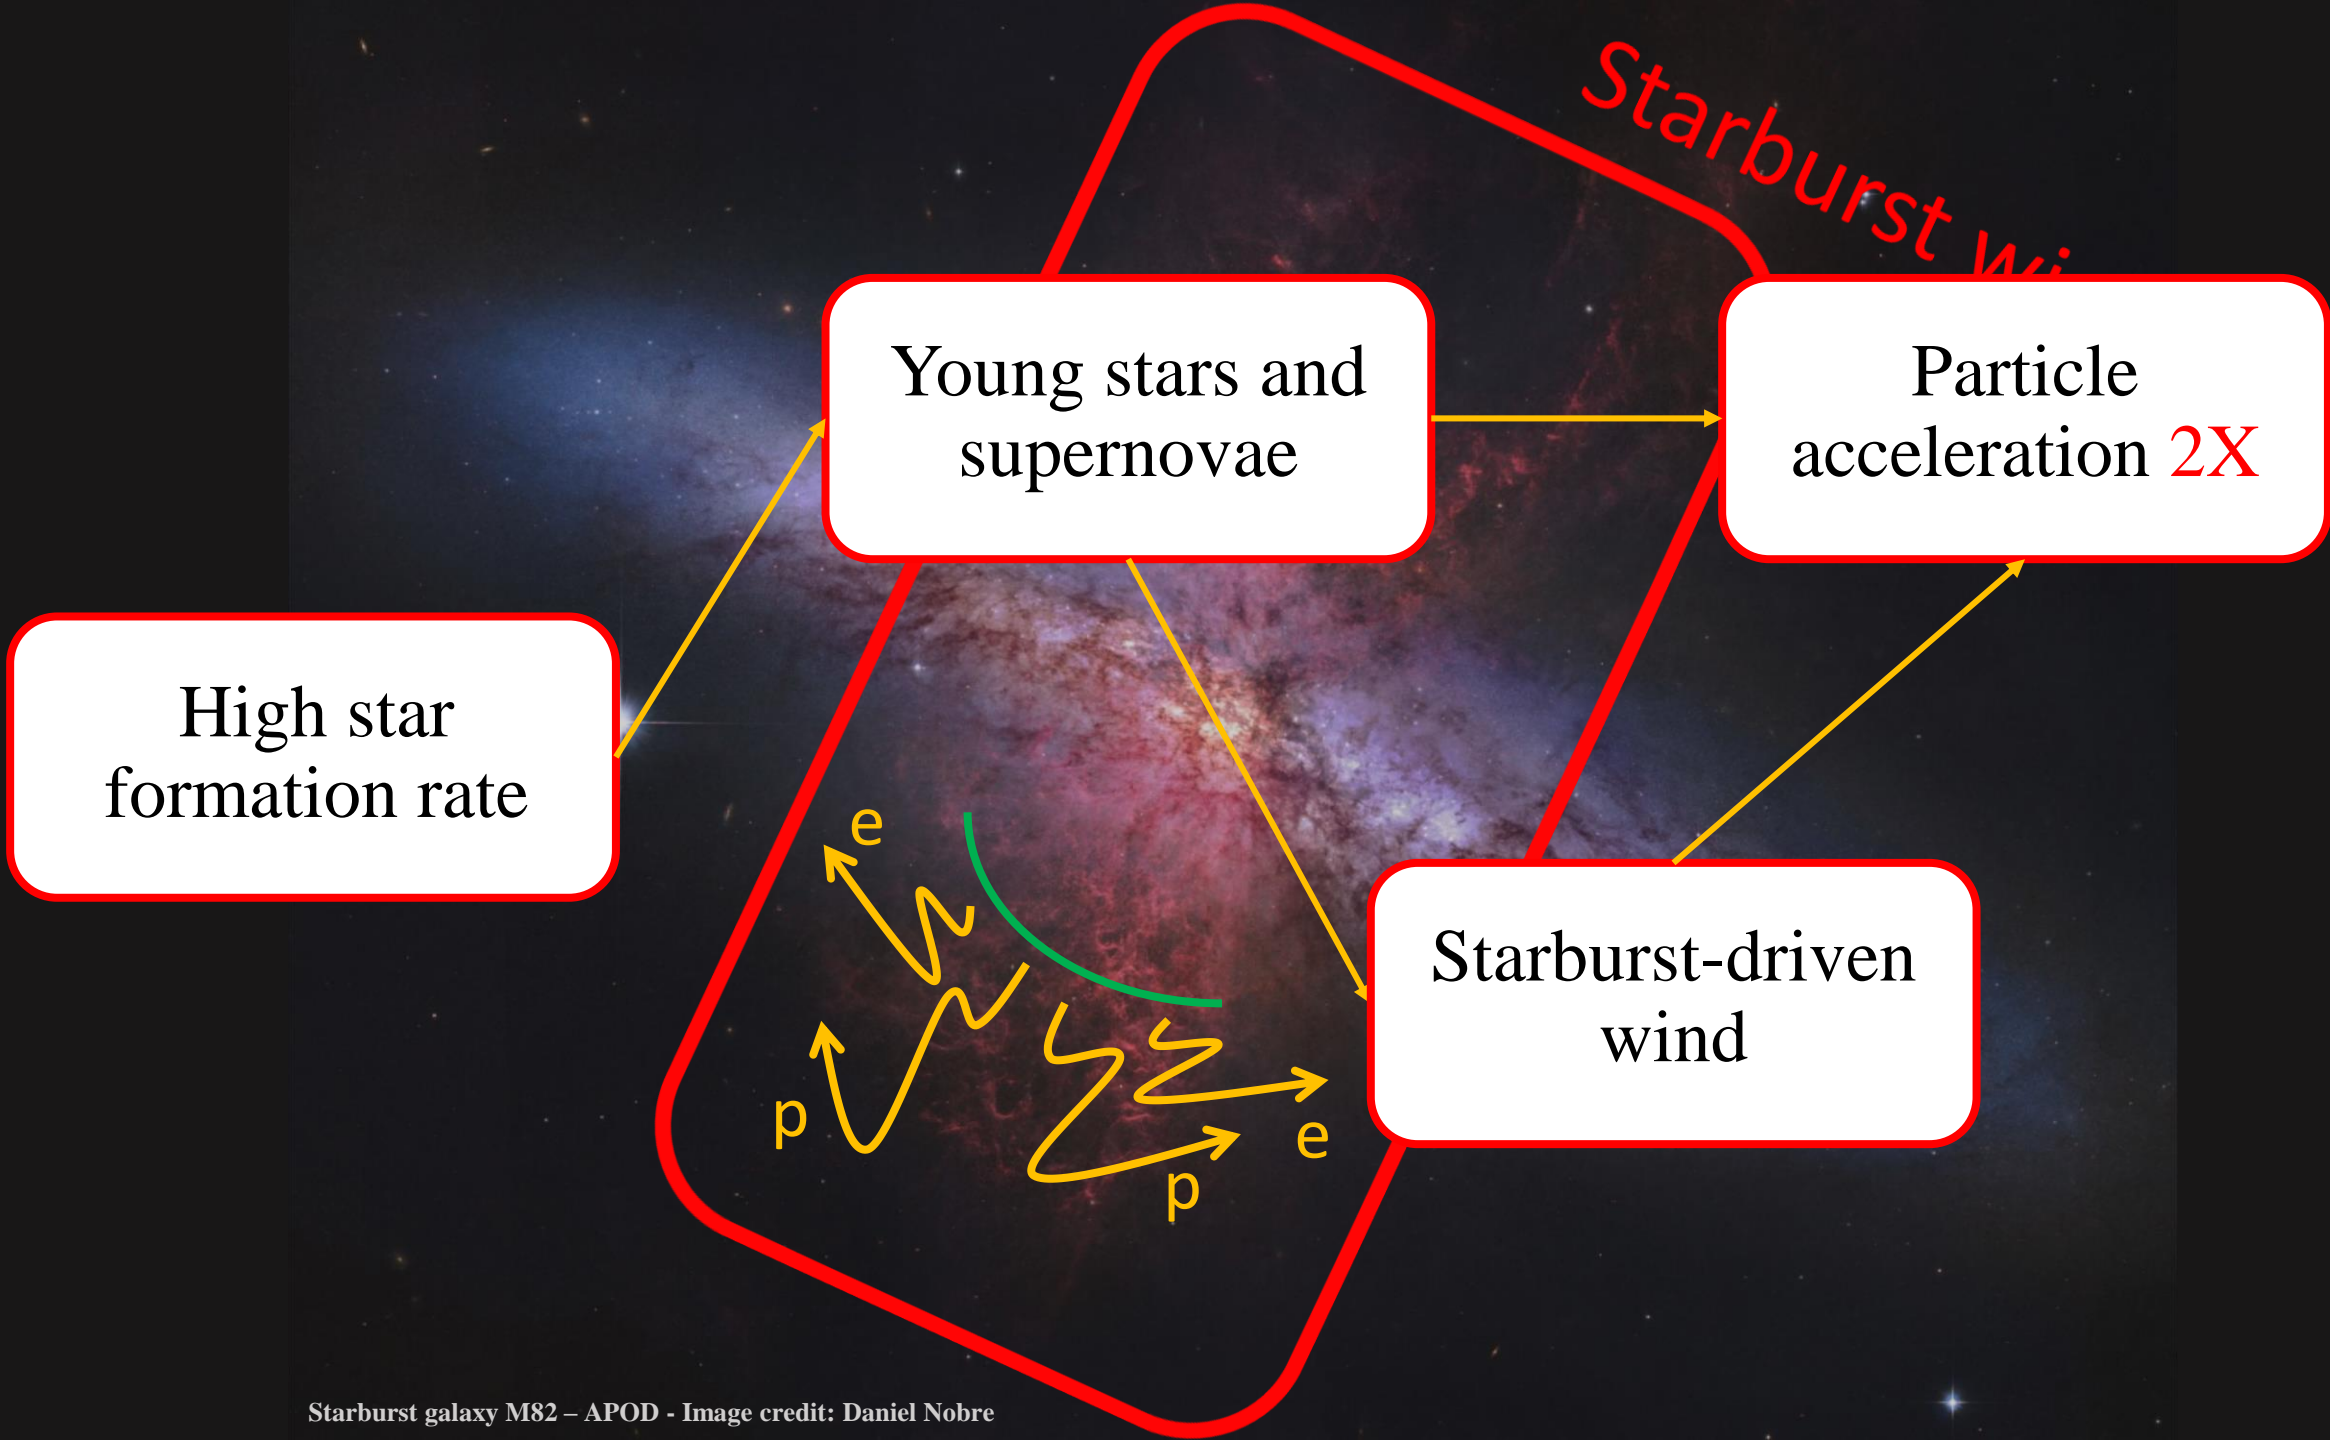 Starburst
Young stars and
supernovae
Particle
acceleration 2X
High star
formation rate
e
Starburst-driven
wind
p
e
p
Starburst galaxy M82 – APOD - Image credit: Daniel Nobre